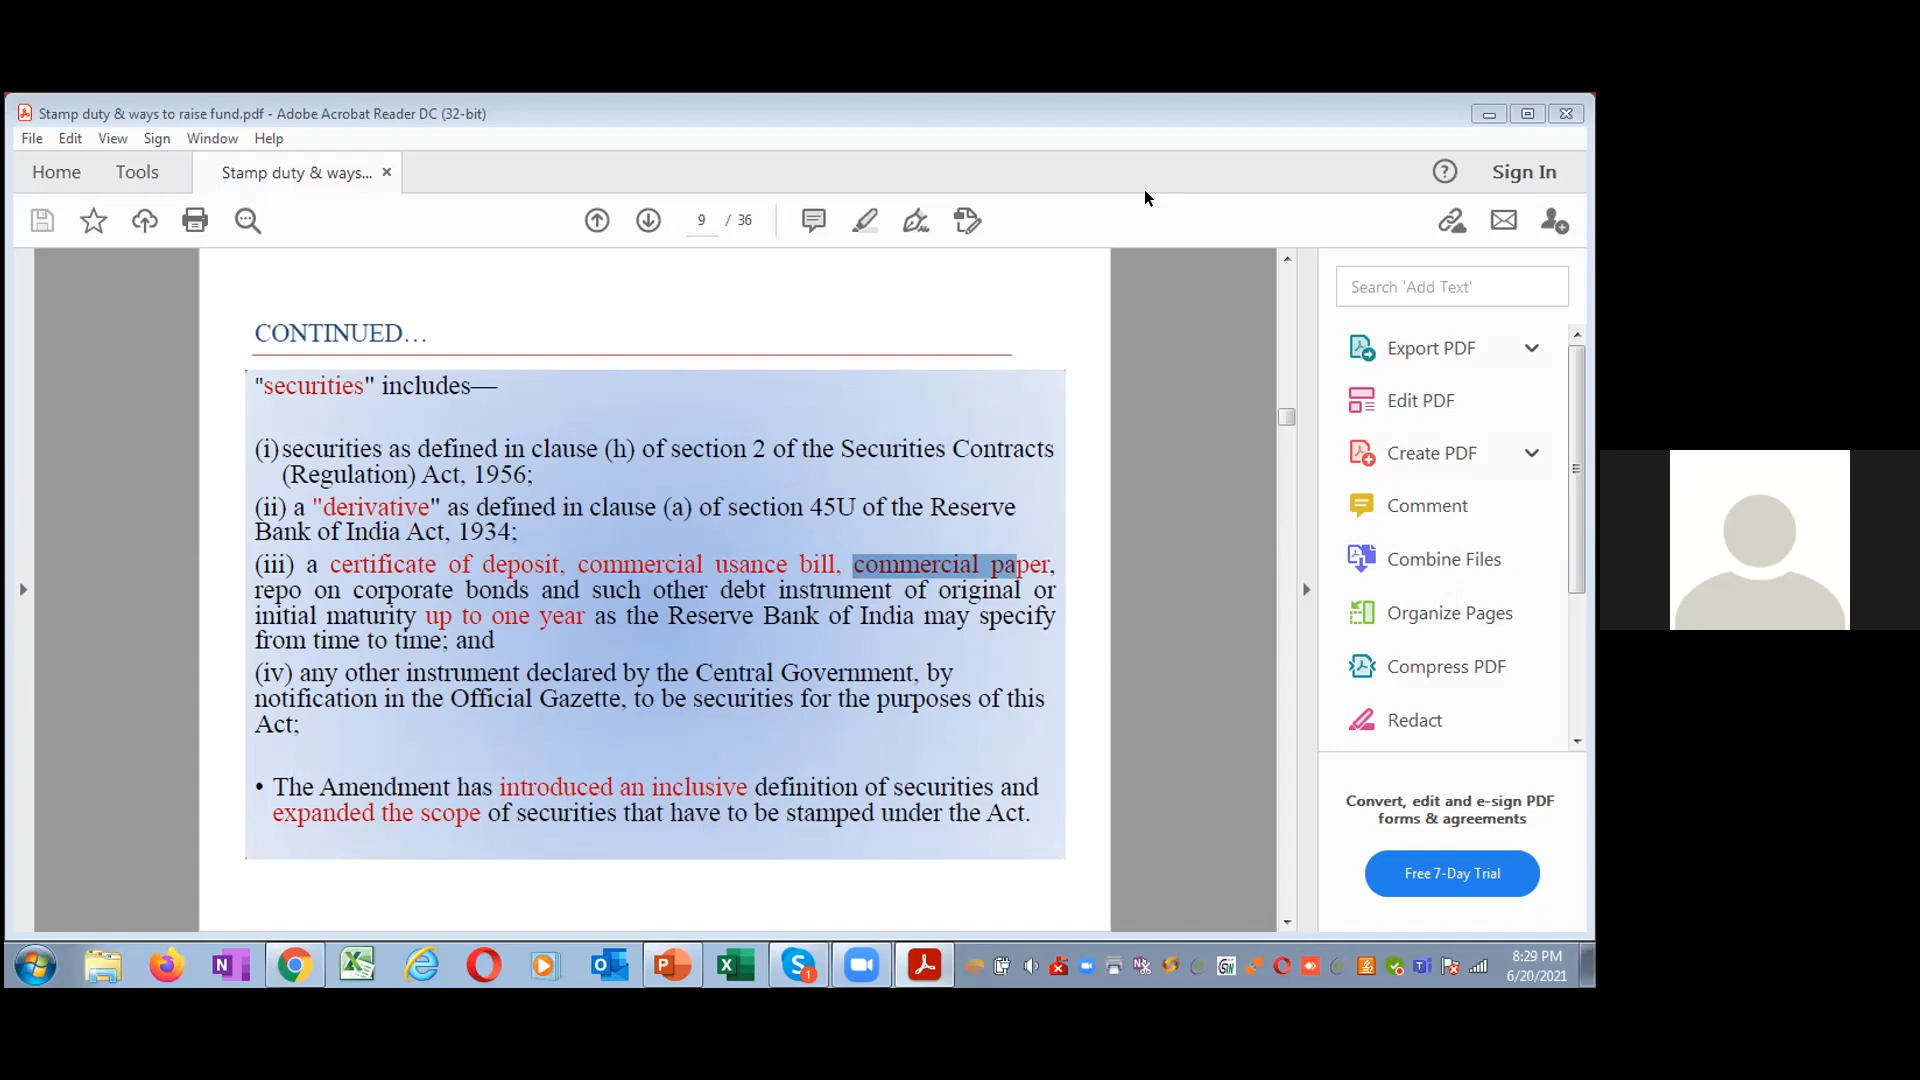 Stamp duty & ways to raise fund.pdf - Adobe Acrobat Reader DC (32-bit)
File Edit View Sign Window Help
Home Tools Stamp duty & ways... × Sign In
9 / 36
Search 'Add Text'
CONTINUED…
"securities" includes—
(i) securities as defined in clause (h) of section 2 of the Securities Contracts
(Regulation) Act, 1956;
(ii) a "derivative" as defined in clause (a) of section 45U of the Reserve
Bank of India Act, 1934;
(iii) a certificate of deposit, commercial usance bill, commercial paper,
repo on corporate bonds and such other debt instrument of original or
initial maturity up to one year as the Reserve Bank of India may specify
from time to time; and
(iv) any other instrument declared by the Central Government, by
notification in the Official Gazette, to be securities for the purposes of this
Act;
• The Amendment has introduced an inclusive definition of securities and
expanded the scope of securities that have to be stamped under the Act.
Export PDF
Edit PDF
Create PDF
Comment
Combine Files
Organize Pages
Compress PDF
Redact
Convert, edit and e-sign PDF
forms & agreements
Free 7-Day Trial
8:29 PM
6/20/2021